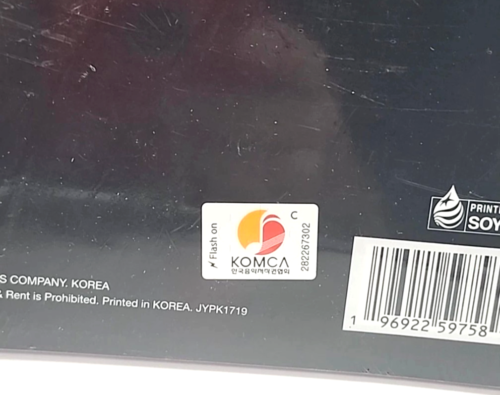 PRINTE
SOY
C
Flash on
282267302
KOMCA
한국음악저작권협회
S COMPANY. KOREA
& Rent is Prohibited. Printed in KOREA. JYPK1719
1 96922 59758